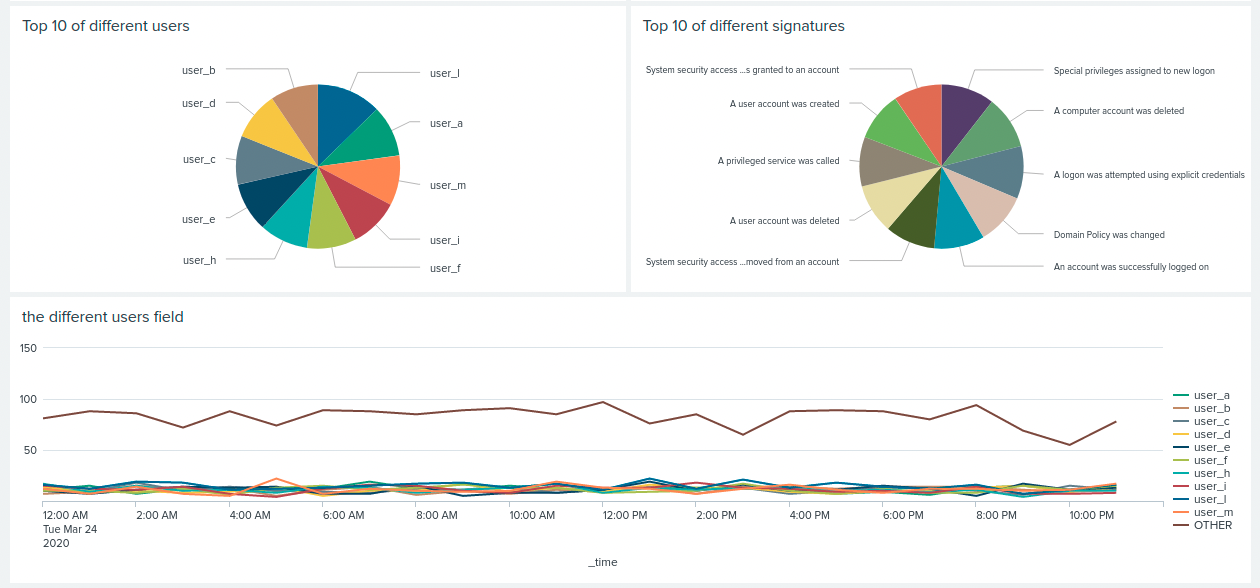 Top 10 of different users
user_b
user_l
user_d
user_a
user_c
user_m
user_e
user_i
user_h
user_f
Top 10 of different signatures
System security access ...s granted to an account
Special privileges assigned to new logon
A user account was created
A computer account was deleted
A privileged service was called
A logon was attempted using explicit credentials
A user account was deleted
Domain Policy was changed
System security access ...moved from an account
An account was successfully logged on
the different users field
150
100
50
12:00 AM
2:00 AM
4:00 AM
6:00 AM
8:00 AM
10:00 AM
12:00 PM
2:00 PM
4:00 PM
6:00 PM
8:00 PM
10:00 PM
Tue Mar 24
2020
_time
user_a
user_b
user_c
user_d
user_e
user_f
user_h
user_i
user_l
user_m
OTHER